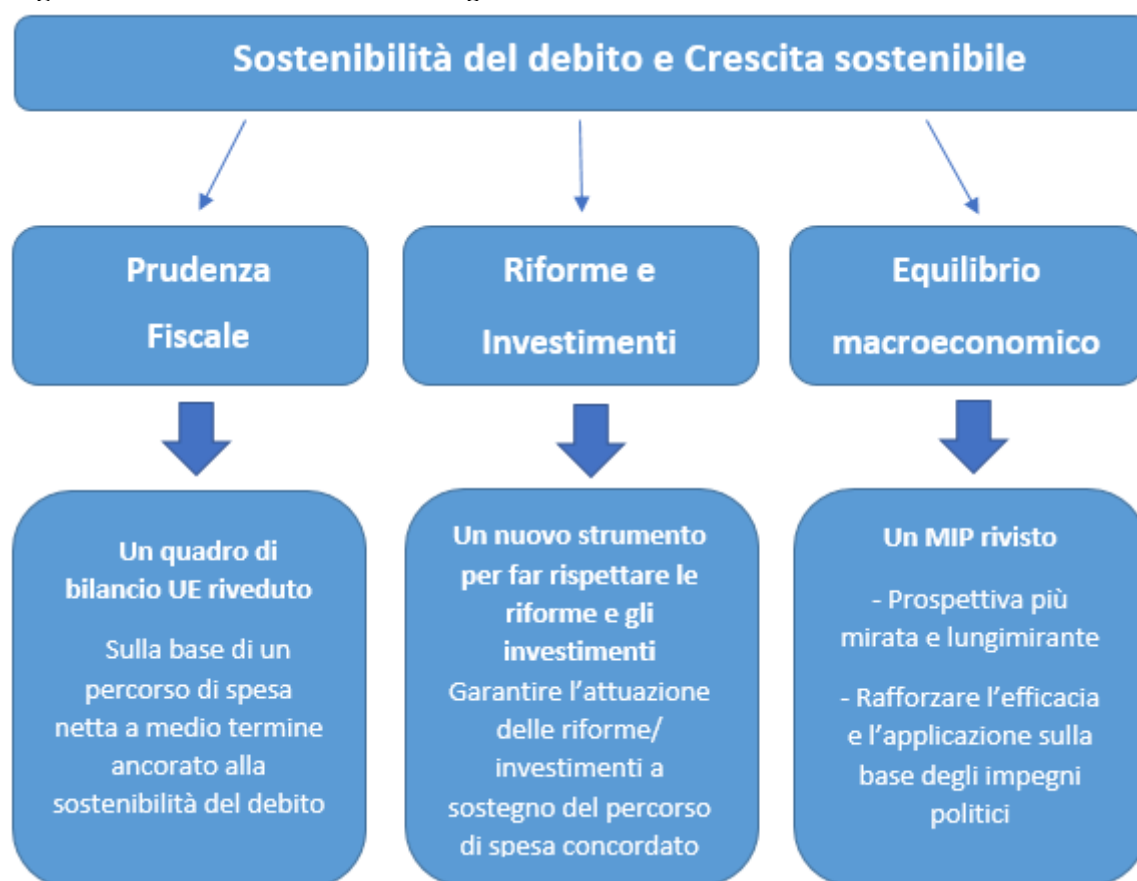 Sostenibilità del debito e Crescita sostenibile
Prudenza
Fiscale
Riforme e
Investimenti
Equilibrio
macroeconomico
Un quadro di
bilancio UE riveduto
Sulla base di un
percorso di spesa
netta a medio termine
ancorato alla
sostenibilità del debito
Un nuovo strumento
per far rispettare le
riforme e gli
investimenti
Garantire l’attuazione
delle riforme/
investimenti a
sostegno del percorso
di spesa concordato
Un MIP rivisto
- Prospettiva più
mirata e lungimirante
- Rafforzare l’efficacia
e l’applicazione sulla
base degli impegni
politici